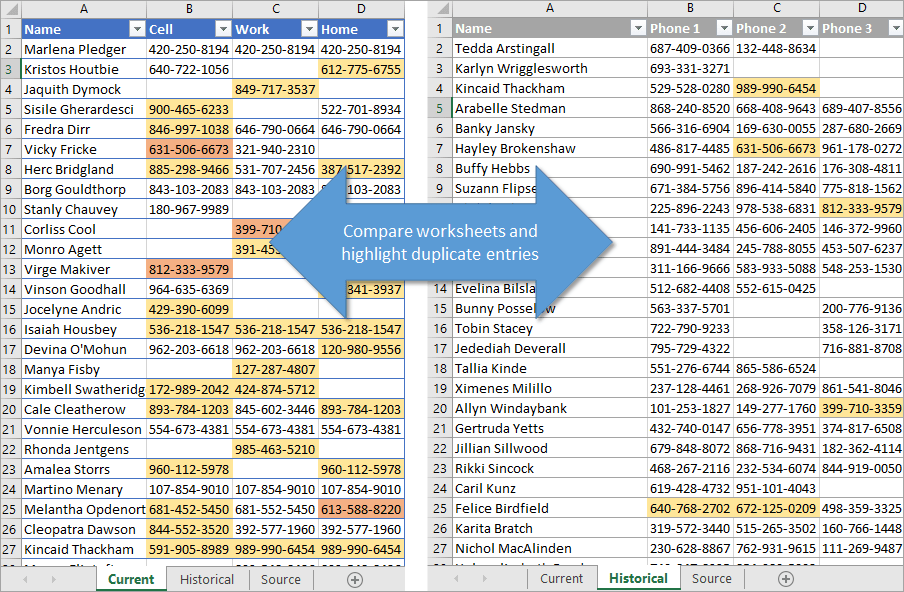 A B C D
1 Name Cell Work Home
2 Marlena Pledger 420-250-8194 420-250-8194 420-250-8194
3 Kristos Houtbie 640-722-1056 612-775-6755
4 Jaquith Dymock 849-717-3537
5 Sisile Gherardesci 900-465-6233 522-701-8934
6 Fredra Dirr 846-997-1038 646-790-0664 646-790-0664
7 Vicky Fricke 631-506-6673 321-940-2310
8 Herc Bridgland 885-298-9466 531-707-2456 387-517-2392
9 Borg Gouldthorp 843-103-2083 843-103-2083 103-2083
10 Stanly Chauvey 180-967-9989
11 Corliss Cool 399-710
12 Monro Agett 391-45
13 Virge Makiver 812-333-9579
14 Vinson Goodhall 964-635-6369 341-3937
15 Jocelyne Andric 429-390-6099
16 Isaiah Housbey 536-218-1547 536-218-1547 536-218-1547
17 Devina O'Mohun 962-203-6618 962-203-6618 120-980-9556
18 Manya Fisby 127-287-4807
19 Kimbell Swatheridg 172-989-2042 424-874-5712
20 Cale Cleatherow 893-784-1203 845-602-3446 893-784-1203
21 Vonnie Herculeson 554-673-4381 554-673-4381 554-673-4381
22 Rhonda Jentgens 985-463-5210
23 Amalea Storrs 960-112-5978 960-112-5978
24 Martino Menary 107-854-9010 107-854-9010 107-854-9010
25 Melantha Opdenort 681-452-5450 681-552-5450 613-588-8220
26 Cleopatra Dawson 844-552-3520 392-577-1960 392-577-1960
27 Kincaid Thackham 591-905-8989 989-990-6454 989-990-6454
Current Historical Source
Compare worksheets and
highlight duplicate entries
A B C D
1 Name Phone 1 Phone 2 Phone 3
2 Tedda Arstingall 687-409-0366 132-448-8634
3 Karlyn Wrigglesworth 693-331-3271
4 Kincaid Thackham 529-528-0280 989-990-6454
5 Arabelle Stedman 868-240-8520 668-408-9643 689-407-8556
6 Banky Jansky 566-316-6904 169-630-0055 287-680-2669
7 Hayley Brokenshaw 486-817-4485 631-506-6673 961-178-0272
8 Buffy Hebbs 690-991-5462 187-242-2616 176-308-4811
9 Suzann Flipse 671-384-5756 896-414-5840 775-818-1562
225-896-2243 978-538-6831 812-333-9579
141-733-1135 456-606-2405 146-372-9960
891-444-3484 245-788-8055 453-507-6237
311-166-9666 583-933-5088 548-253-1530
14 Evelina Bilsla 512-682-4408 552-615-0425
15 Bunny Possel 563-337-5701 200-776-9136
16 Tobin Stacey 722-790-9233 358-126-3171
17 Jedediah Deverall 795-729-4322 716-881-8708
18 Tallia Kinde 551-276-6744 865-586-6524
19 Ximenes Milillo 237-128-4461 268-926-7079 861-541-8046
20 Allyn Windaybank 101-253-1827 149-277-1760 399-710-3359
21 Gertruda Yetts 432-740-0147 656-778-3951 374-817-6508
22 Jillian Sillwood 679-848-8072 868-716-9431 182-362-4114
23 Rikki Sincock 468-267-2116 232-534-6074 844-919-0050
24 Caril Kunz 619-428-4732 951-101-4043
25 Felice Birdfield 640-768-2702 672-125-0209 498-359-3325
26 Karita Bratch 319-572-3440 515-265-3502 160-766-1448
27 Nichol MacAlinden 230-628-8867 762-931-9615 111-269-9487
Current Historical Source